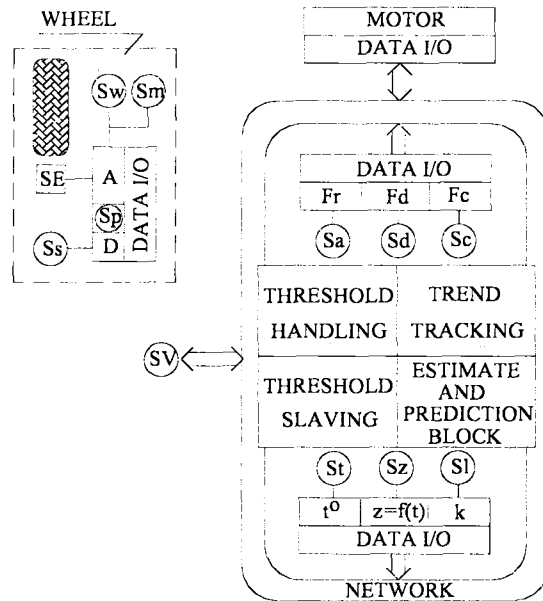 WHEEL
Sw Sm
SE
A
DATA I/O
Sp
Ss
D
MOTOR
DATA I/O
DATA I/O
Fr Fd Fc
Sa Sd Sc
THRESHOLD HANDLING
TREND TRACKING
SV
THRESHOLD SLAVING
ESTIMATE AND PREDICTION BLOCK
St Sz Sl
t° z=f(t) k
DATA I/O
NETWORK